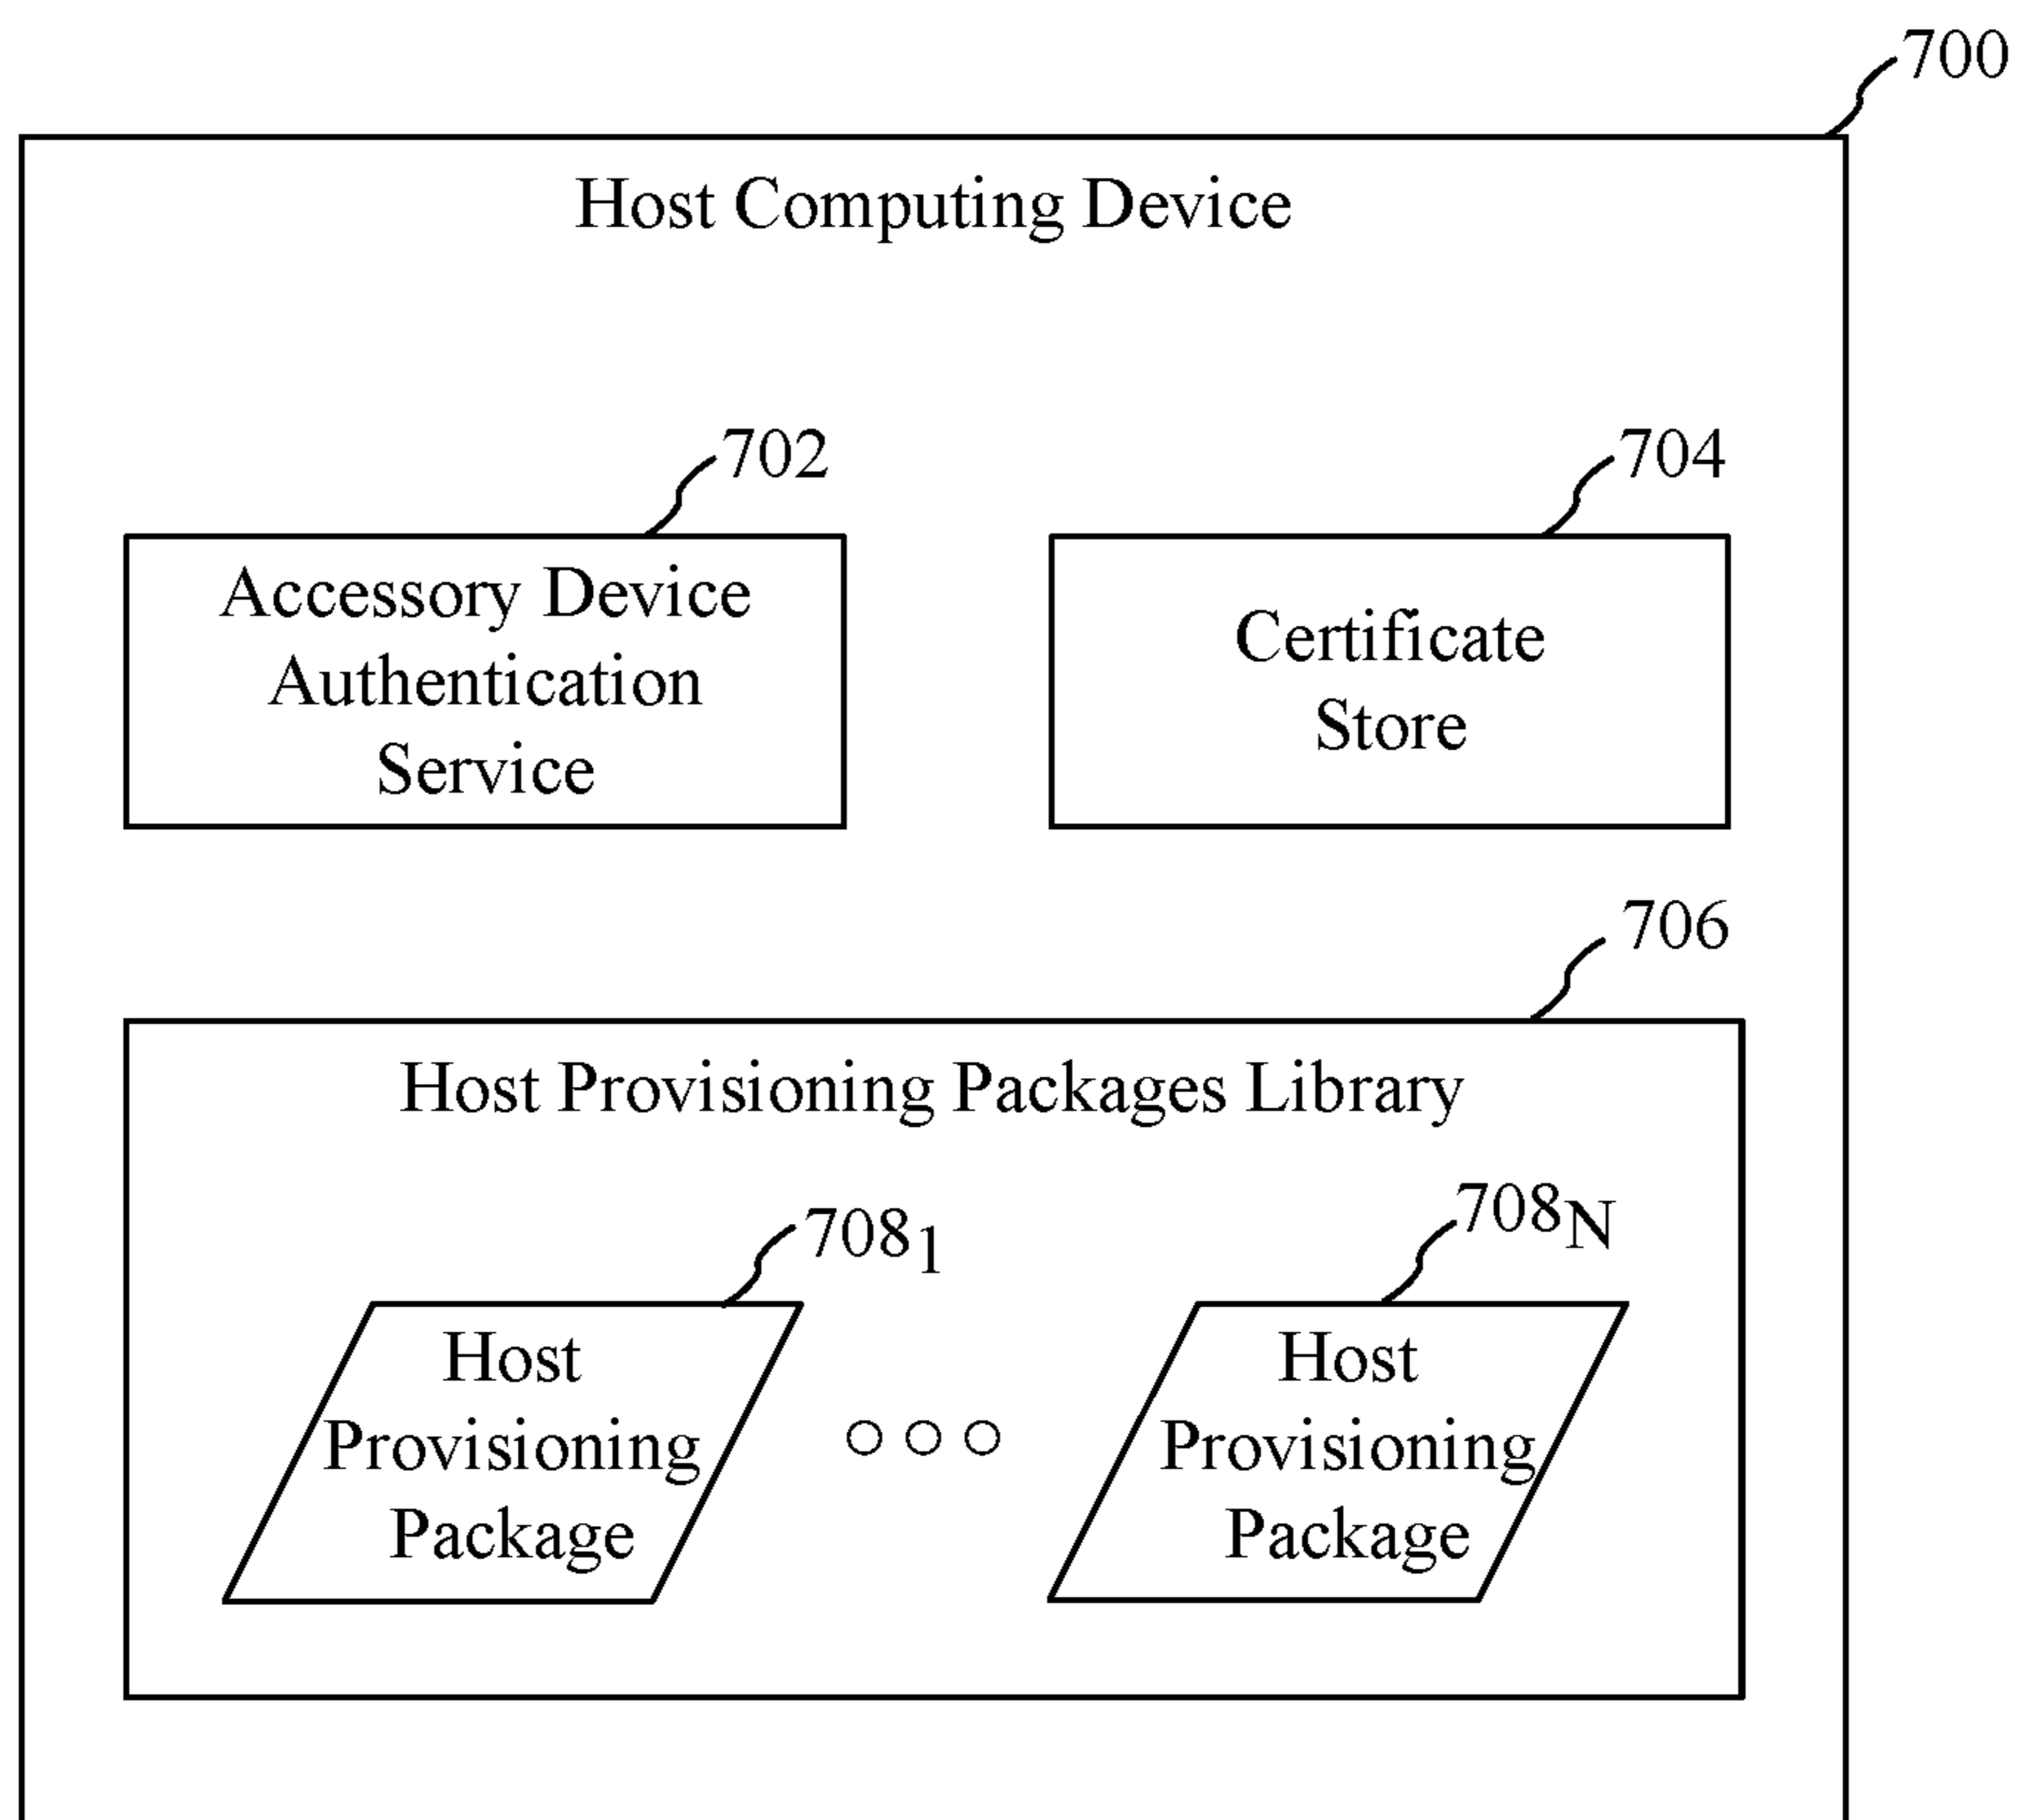 700
Host Computing Device
702
704
Accessory Device
Authentication
Service
Certificate
Store
706
Host Provisioning Packages Library
708₁
708N
Host
Provisioning
Package
Host
Provisioning
Package